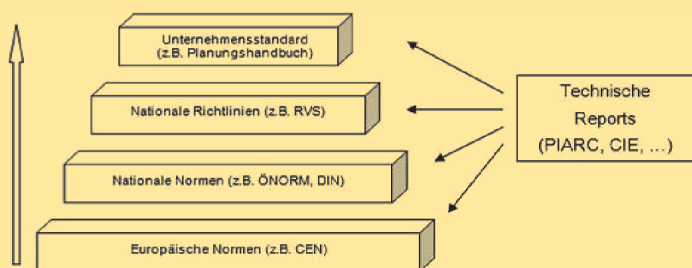 Unternehmensstandard
(z.B. Planungshandbuch)
Nationale Richtlinien (z.B. RVS)
Nationale Normen (z.B. ÖNORM, DIN)
Europäische Normen (z.B. CEN)
Technische
Reports
(PIARC, CIE, …)